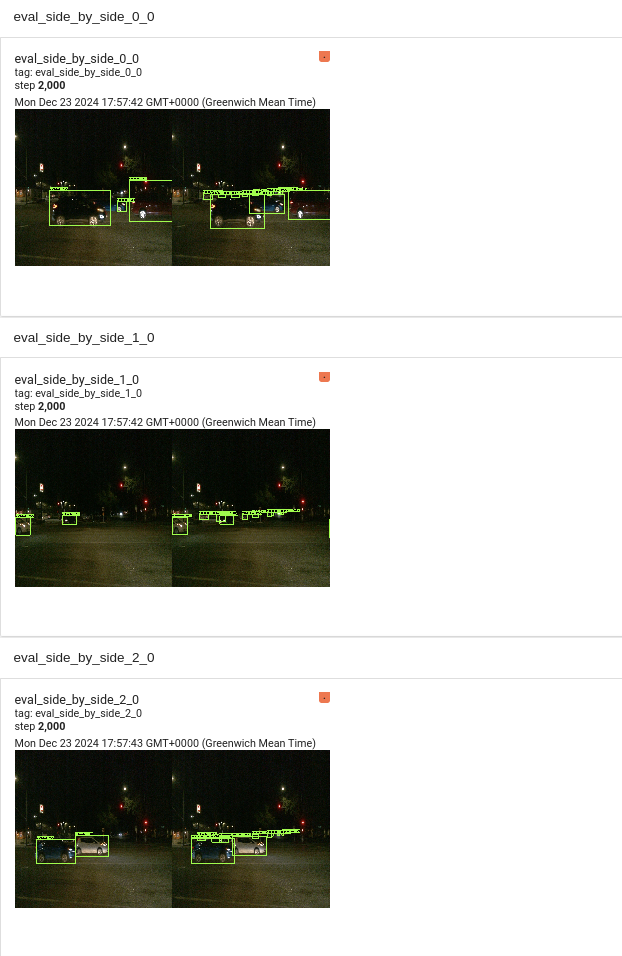 eval_side_by_side_0_0
eval_side_by_side_0_0
tag: eval_side_by_side_0_0
step 2,000
Mon Dec 23 2024 17:57:42 GMT+0000 (Greenwich Mean Time)
eval_side_by_side_1_0
eval_side_by_side_1_0
tag: eval_side_by_side_1_0
step 2,000
Mon Dec 23 2024 17:57:42 GMT+0000 (Greenwich Mean Time)
eval_side_by_side_2_0
eval_side_by_side_2_0
tag: eval_side_by_side_2_0
step 2,000
Mon Dec 23 2024 17:57:43 GMT+0000 (Greenwich Mean Time)